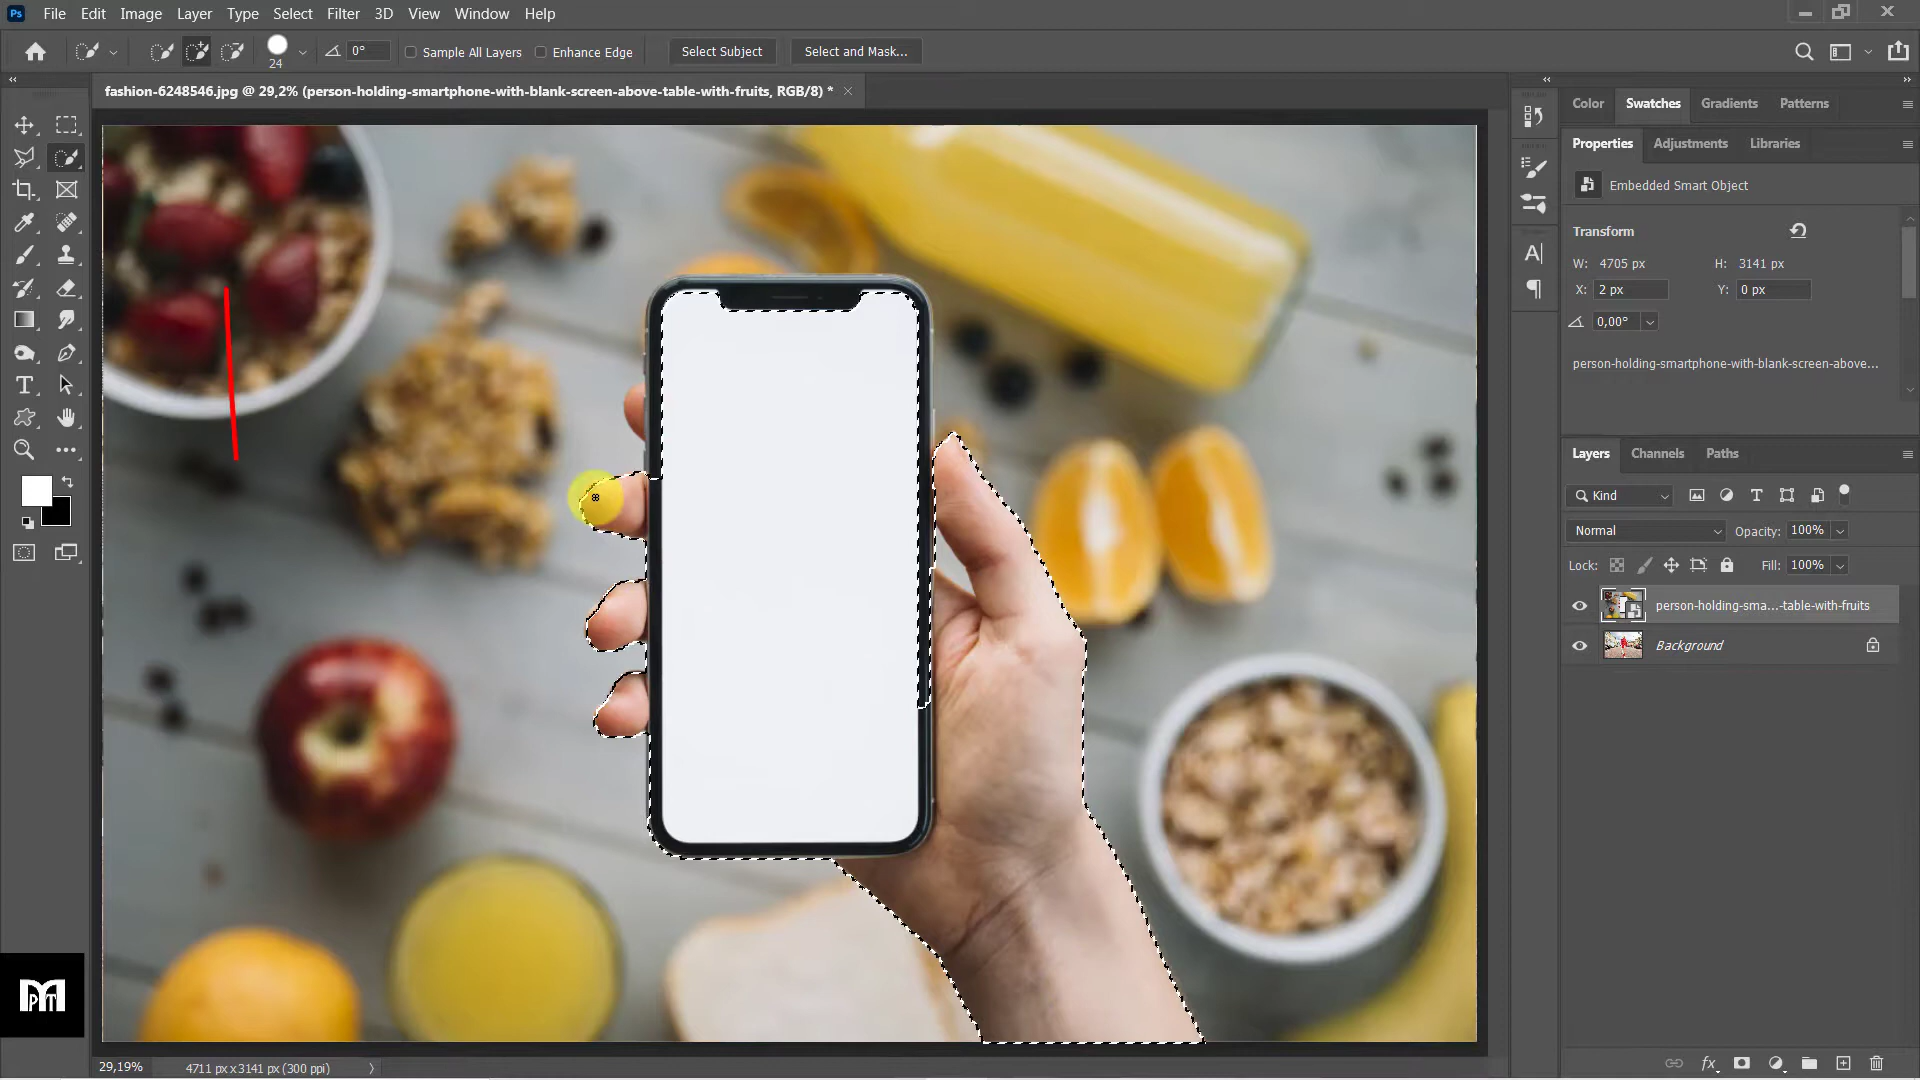 Ps File Edit Image Layer Type Select Filter 3D View Window Help
24 0° Sample All Layers Enhance Edge Select Subject Select and Mask...
fashion-6248546.jpg @ 29,2% (person-holding-smartphone-with-blank-screen-above-table-with-fruits, RGB/8) *
Color Swatches Gradients Patterns
Properties Adjustments Libraries
Embedded Smart Object
Transform
W: 4705 px H: 3141 px
X: 2 px Y: 0 px
0,00°
person-holding-smartphone-with-blank-screen-above...
Layers Channels Paths
Kind
Normal Opacity: 100%
Lock: Fill: 100%
person-holding-sma...-table-with-fruits
Background
29,19% 4711 px x 3141 px (300 ppi)